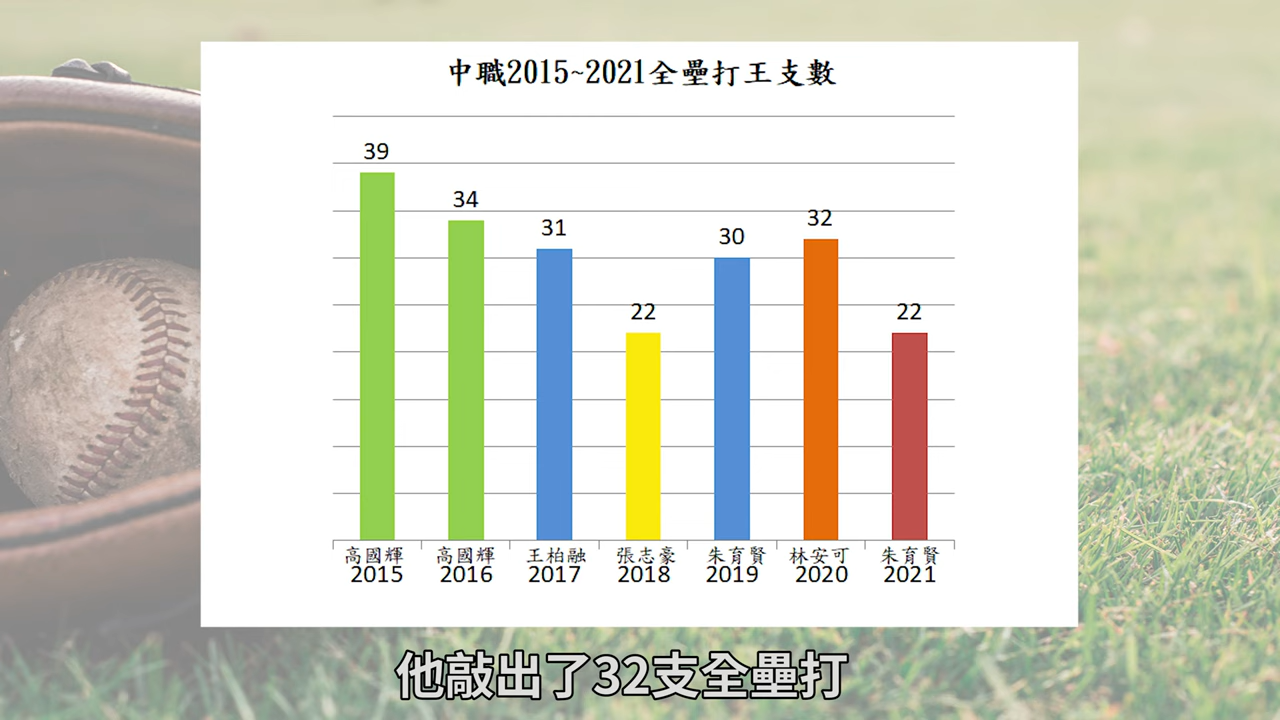 中職2015~2021全壘打王支數
39
34
31
22
30
32
22
高國輝 高國輝 王柏融 張志豪 朱育賢 林安可 朱育賢
2015 2016 2017 2018 2019 2020 2021
他敲出了32支全壘打